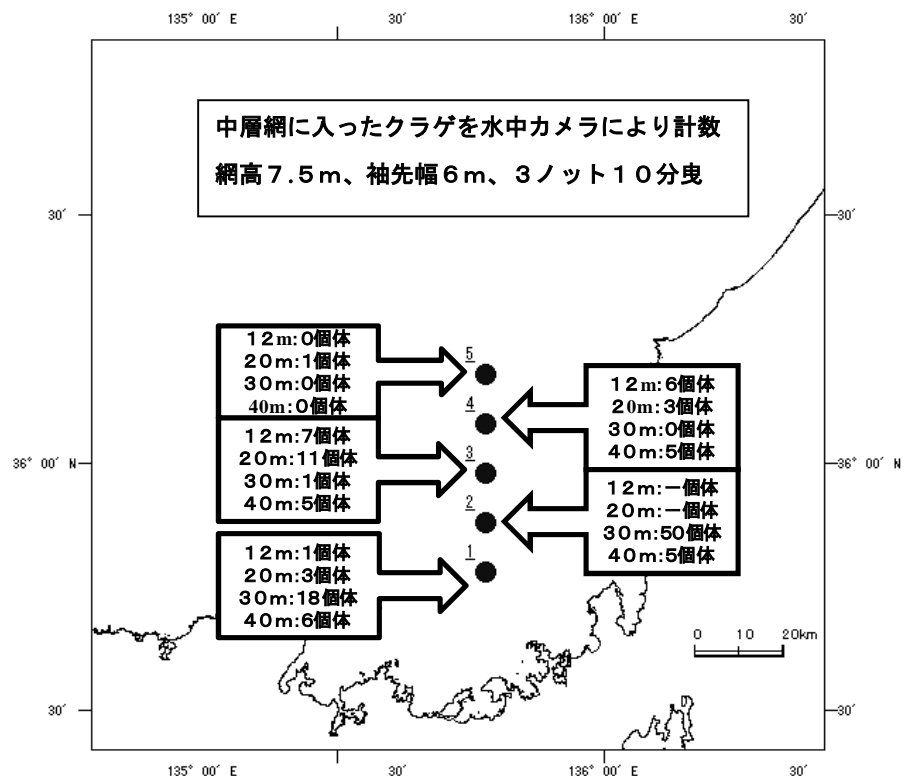 135° 00′ E
30′
136° 00′ E
30′
中層網に入ったクラゲを水中カメラにより計数
網高７.５ｍ、袖先幅６ｍ、３ノット１０分曳
30′
30′
12m:0個体
20m:1個体
30m:0個体
40m:0個体
5
12m:6個体
20m:3個体
30m:0個体
40m:5個体
4
12m:7個体
20m:11個体
30m:1個体
40m:5個体
3
36° 00′ N
36° 00′ N
12m:－個体
20m:－個体
30m:50個体
40m:5個体
2
12m:1個体
20m:3個体
30m:18個体
40m:6個体
1
0 10 20km
30′
30′
135° 00′ E
30′
136° 00′ E
30′